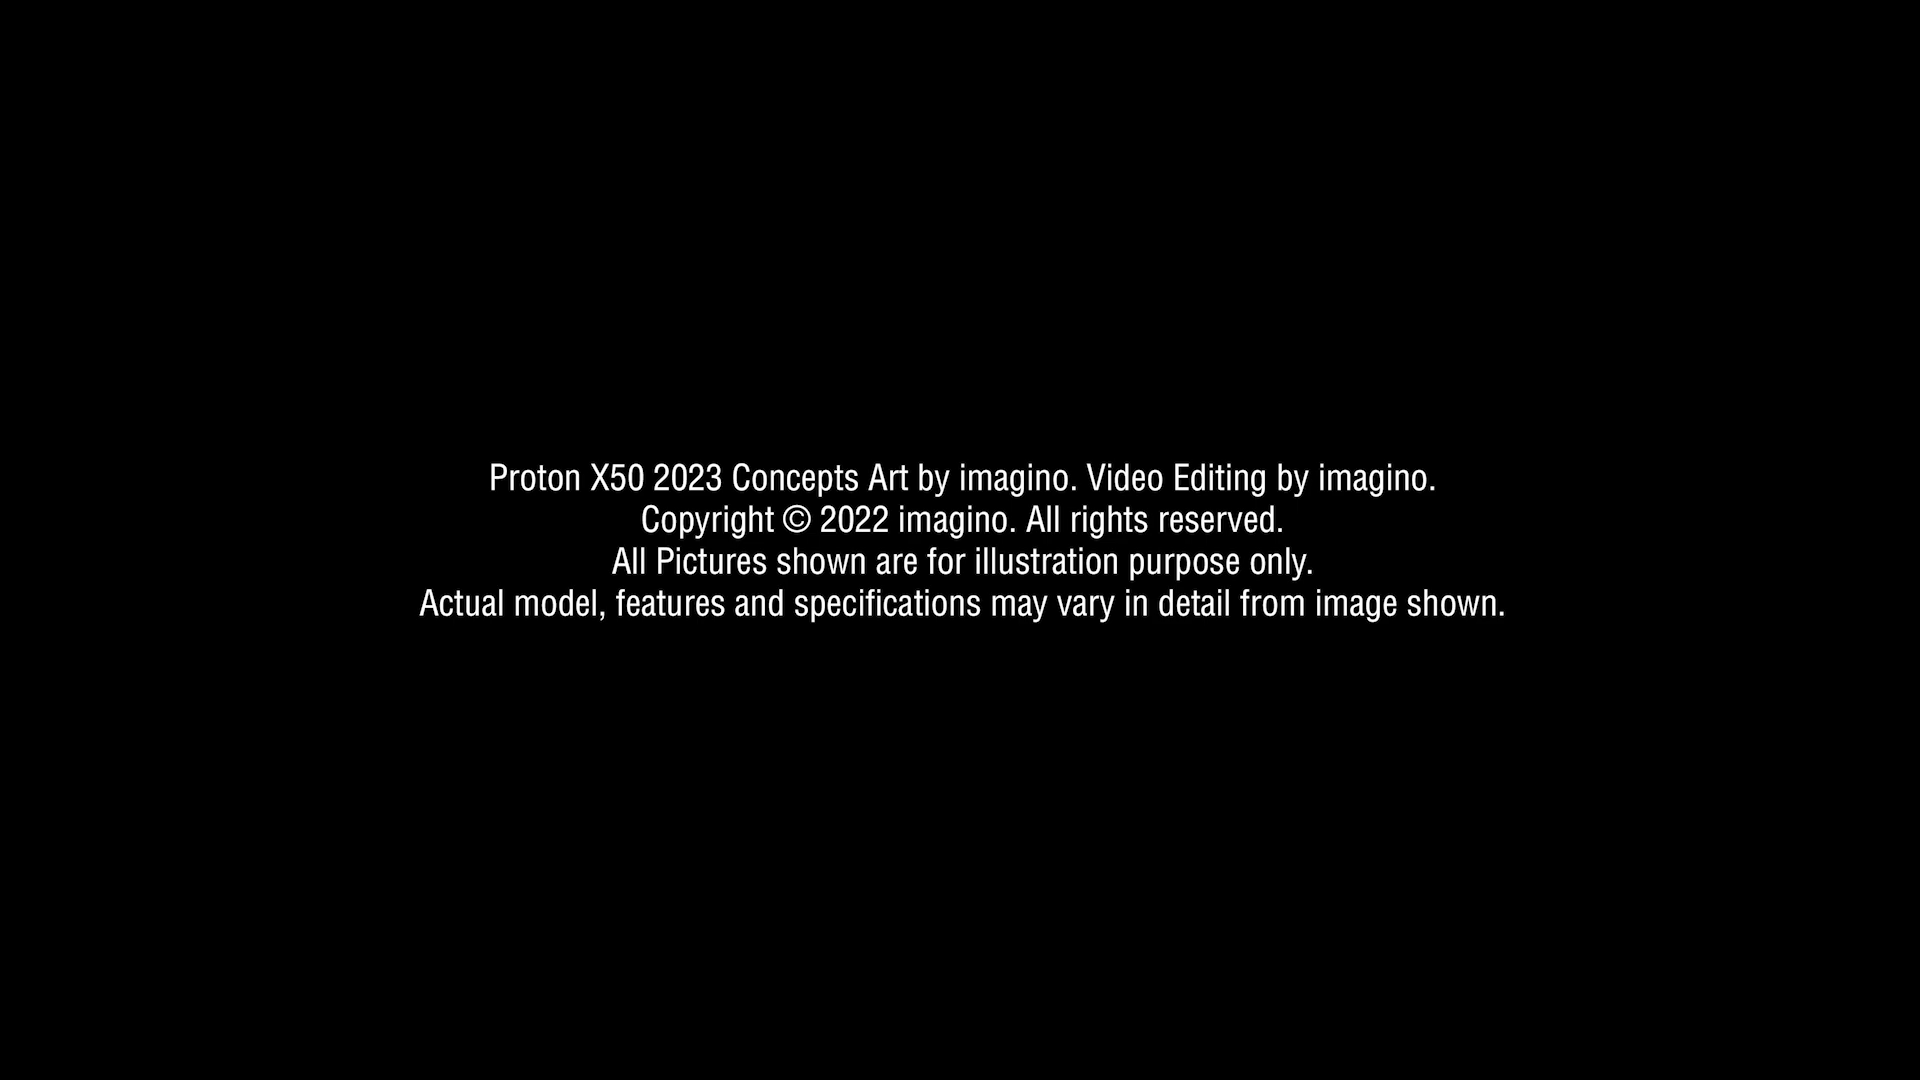 Proton X50 2023 Concepts Art by imagino. Video Editing by imagino.
Copyright © 2022 imagino. All rights reserved.
All Pictures shown are for illustration purpose only.
Actual model, features and specifications may vary in detail from image shown.